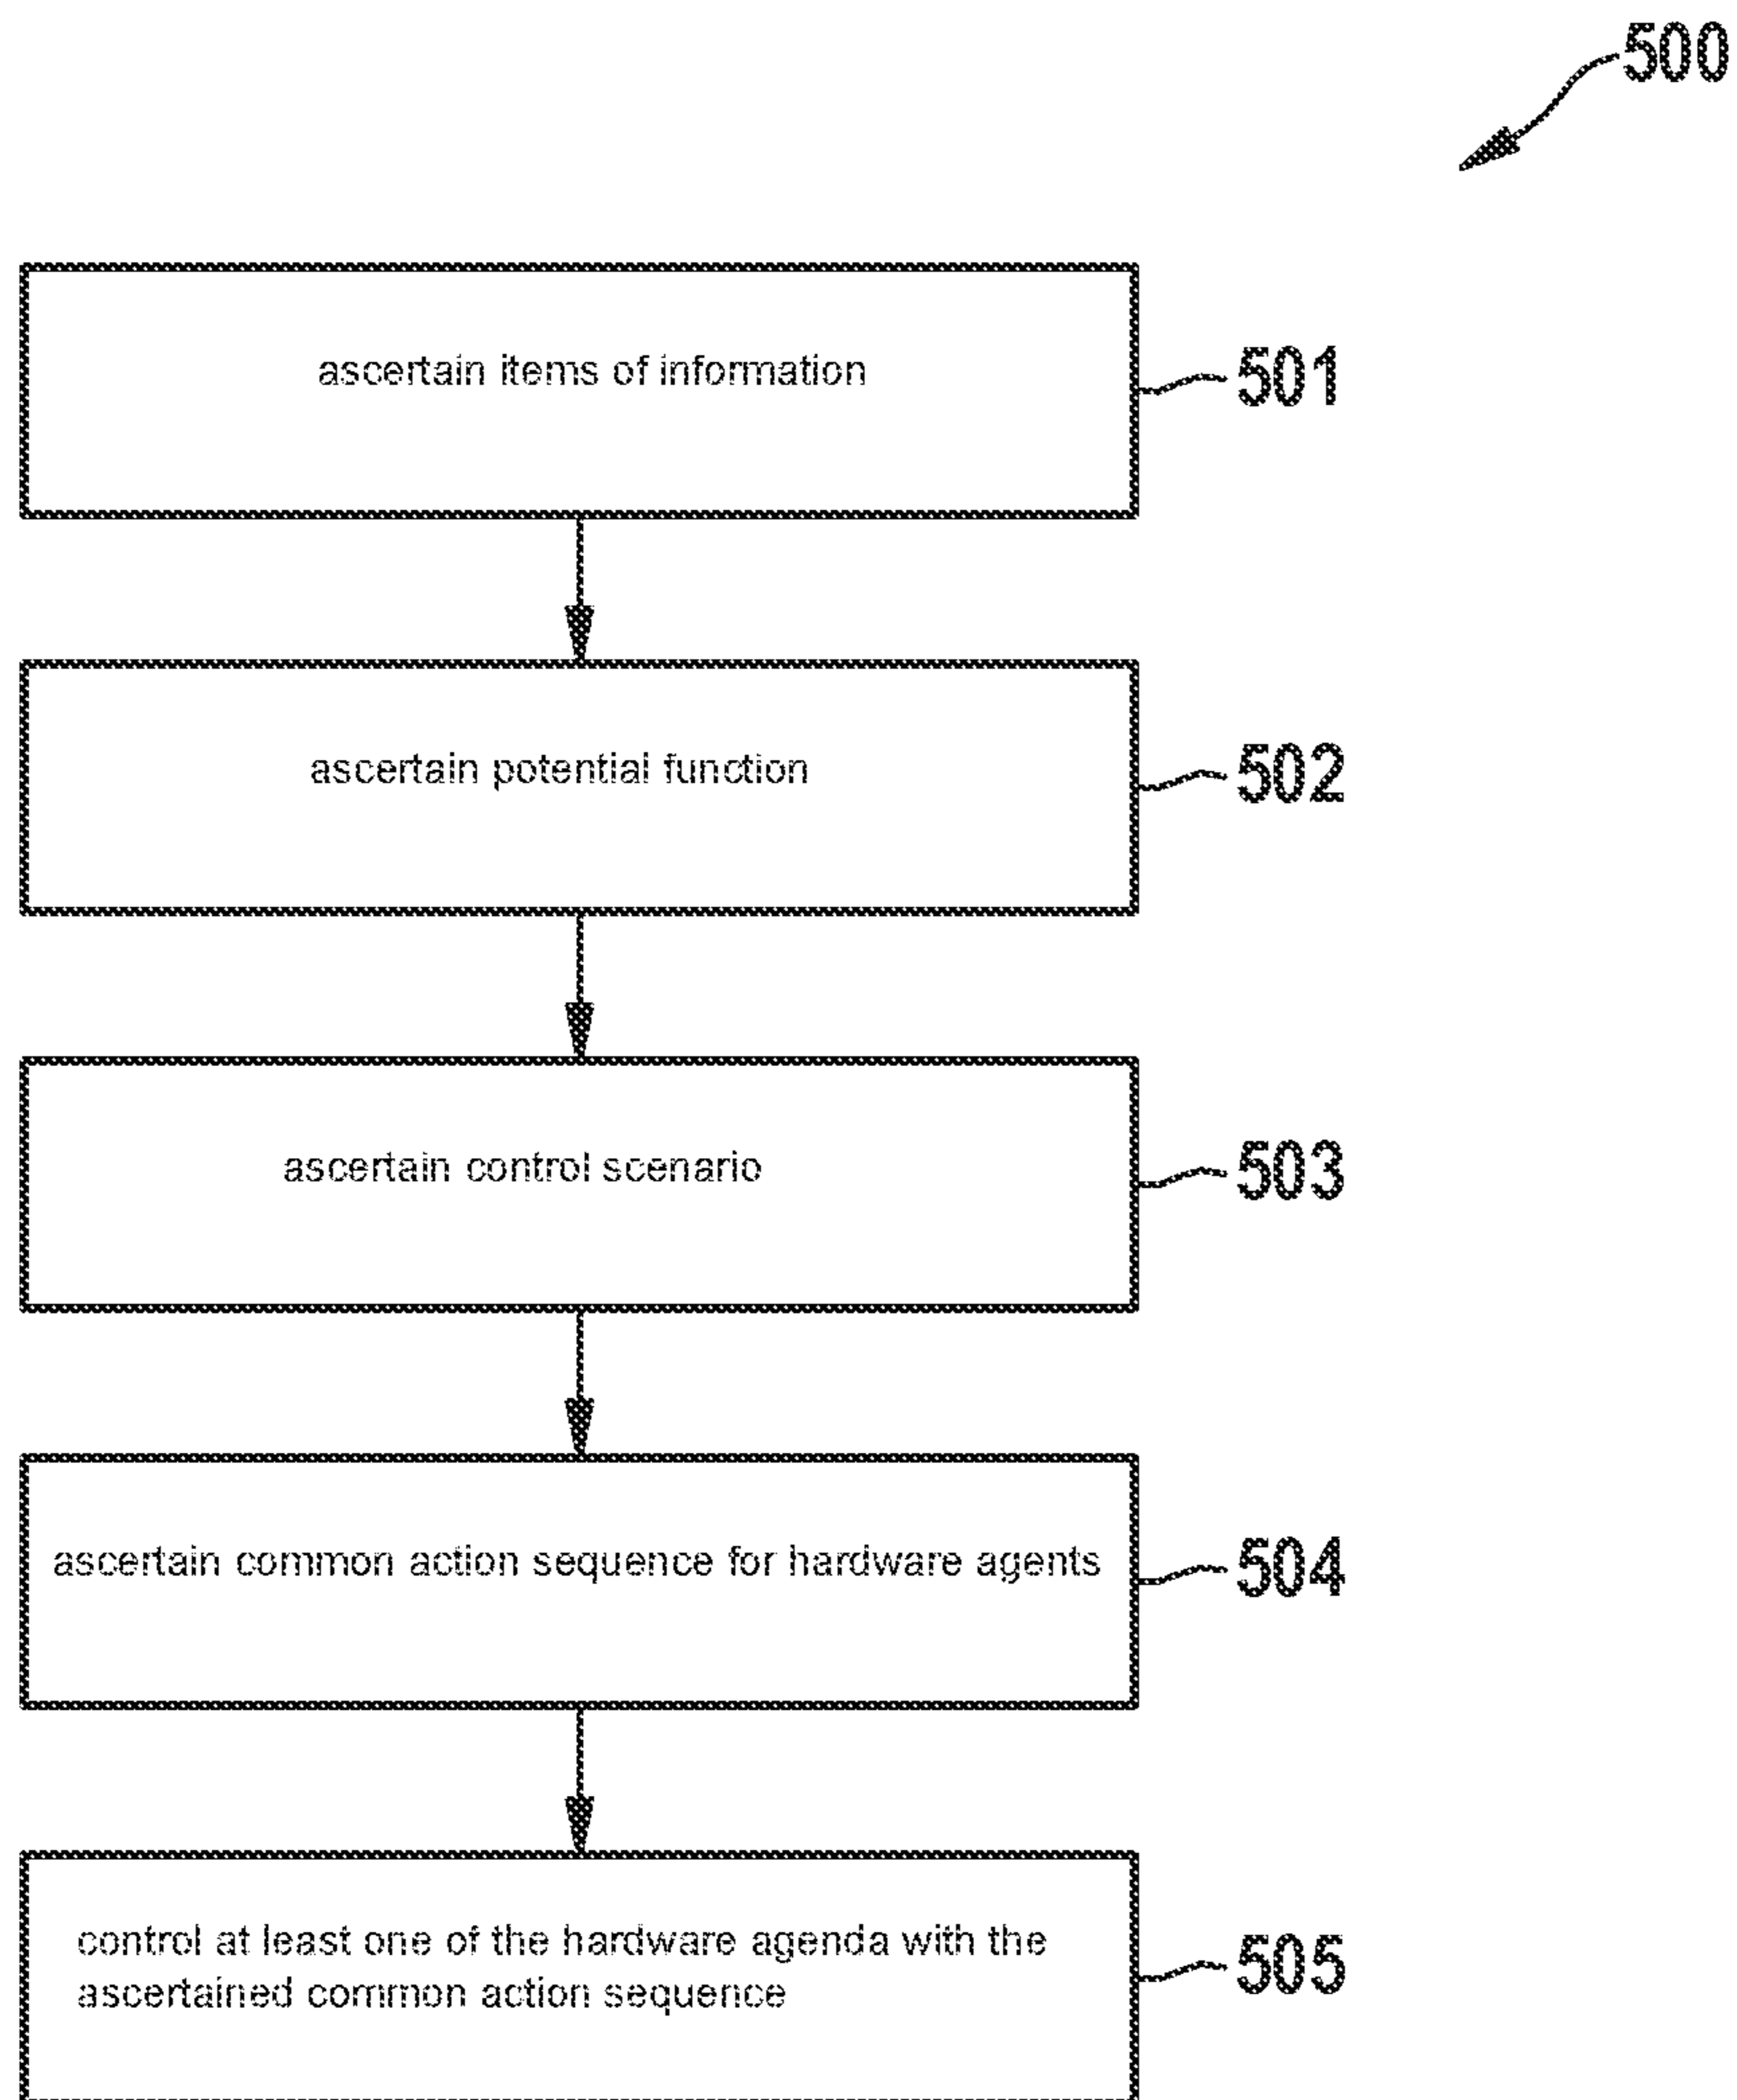 500
ascertain items of information
501
ascertain potential function
502
ascertain control scenario
503
ascertain common action sequence for hardware agents
504
control at least one of the hardware agenda with the
ascertained common action sequence
505